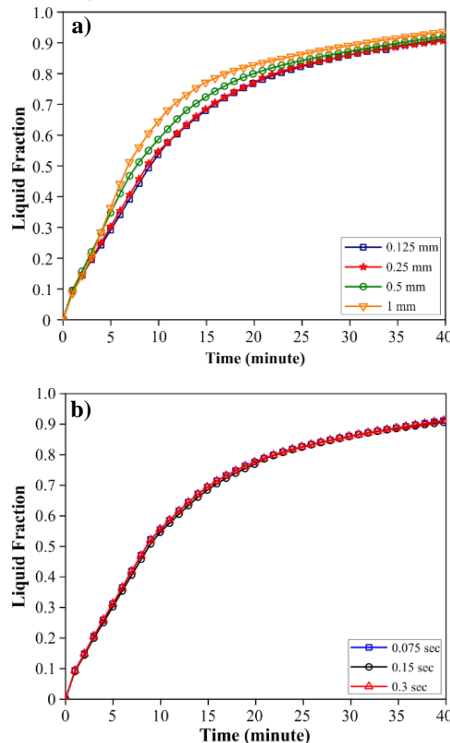 a)
1.0
0.9
0.8
0.7
0.6
0.5
0.4
0.3
0.2
0.1
0
Liquid Fraction
0.125 mm
0.25 mm
0.5 mm
1 mm
0 5 10 15 20 25 30 35 40
Time (minute)
b)
1.0
0.9
0.8
0.7
0.6
0.5
0.4
0.3
0.2
0.1
0
Liquid Fraction
0.075 sec
0.15 sec
0.3 sec
0 5 10 15 20 25 30 35 40
Time (minute)